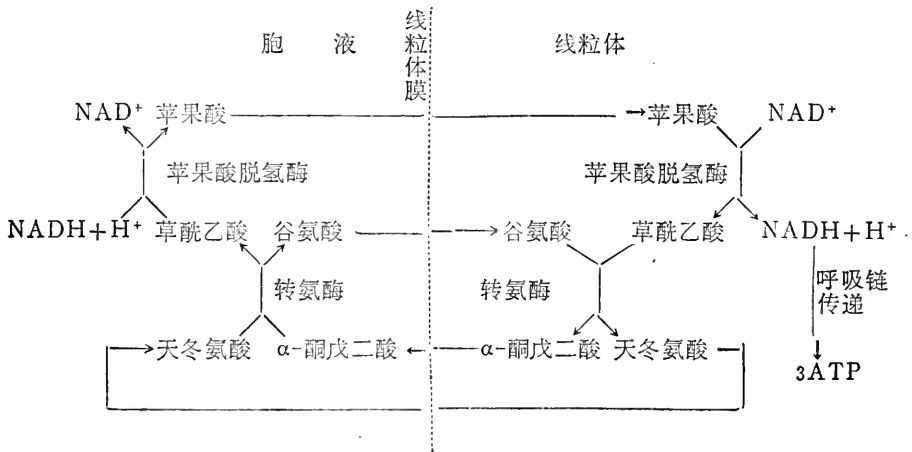 胞液
线粒体膜
线粒体
NAD⁺ 苹果酸
苹果酸 NAD⁺
苹果酸脱氢酶
苹果酸脱氢酶
NADH+H⁺ 草酰乙酸 谷氨酸
谷氨酸 草酰乙酸 NADH+H⁺
转氨酶
转氨酶
呼吸链
传递
天冬氨酸 α-酮戊二酸
α-酮戊二酸 天冬氨酸
3ATP